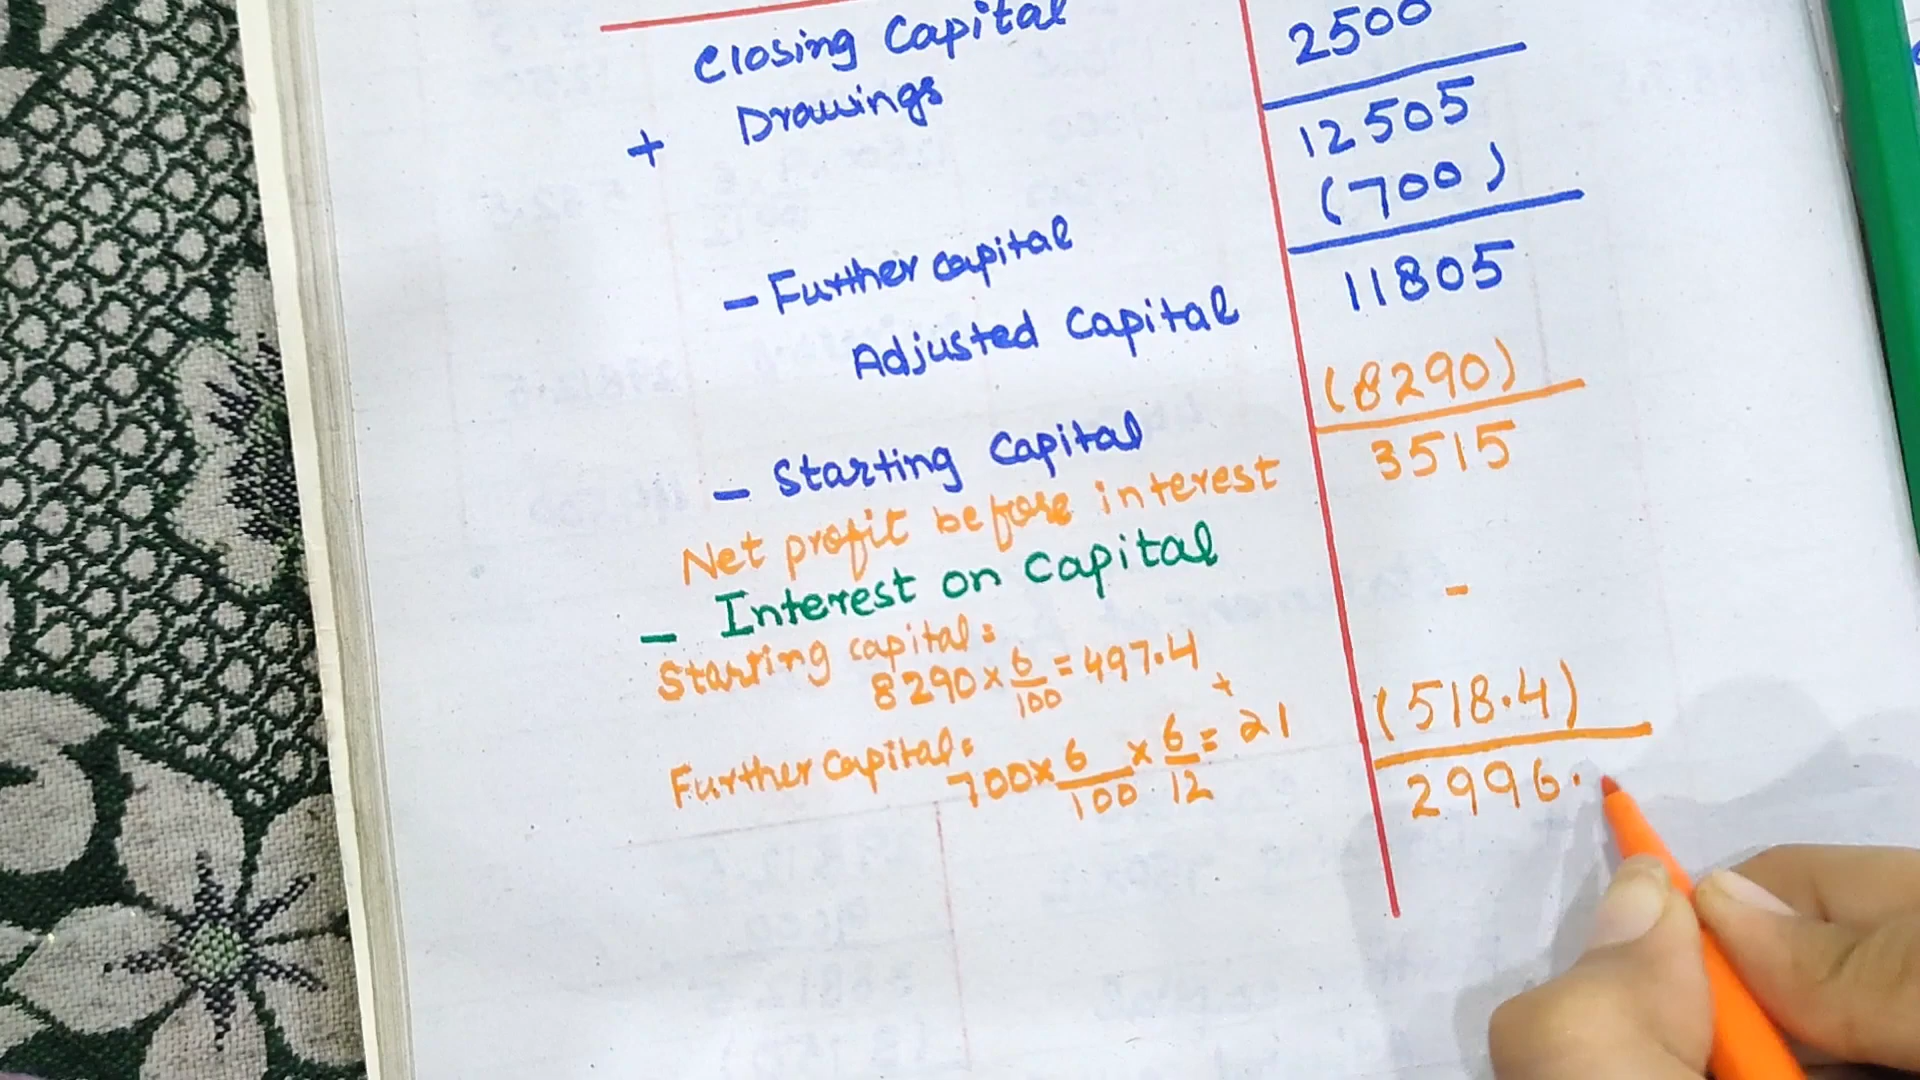 Closing Capital 2500
+ Drawings 12505
(700)
- Further capital 11805
Adjusted Capital
(8290)
- Starting Capital 3515
Net profit before interest
- Interest on Capital -
Starting capital =
8290 × 6/100 = 497.4 +
(518.4)
Further Capital =
700 × 6/100 × 6/12 = 21
2996.